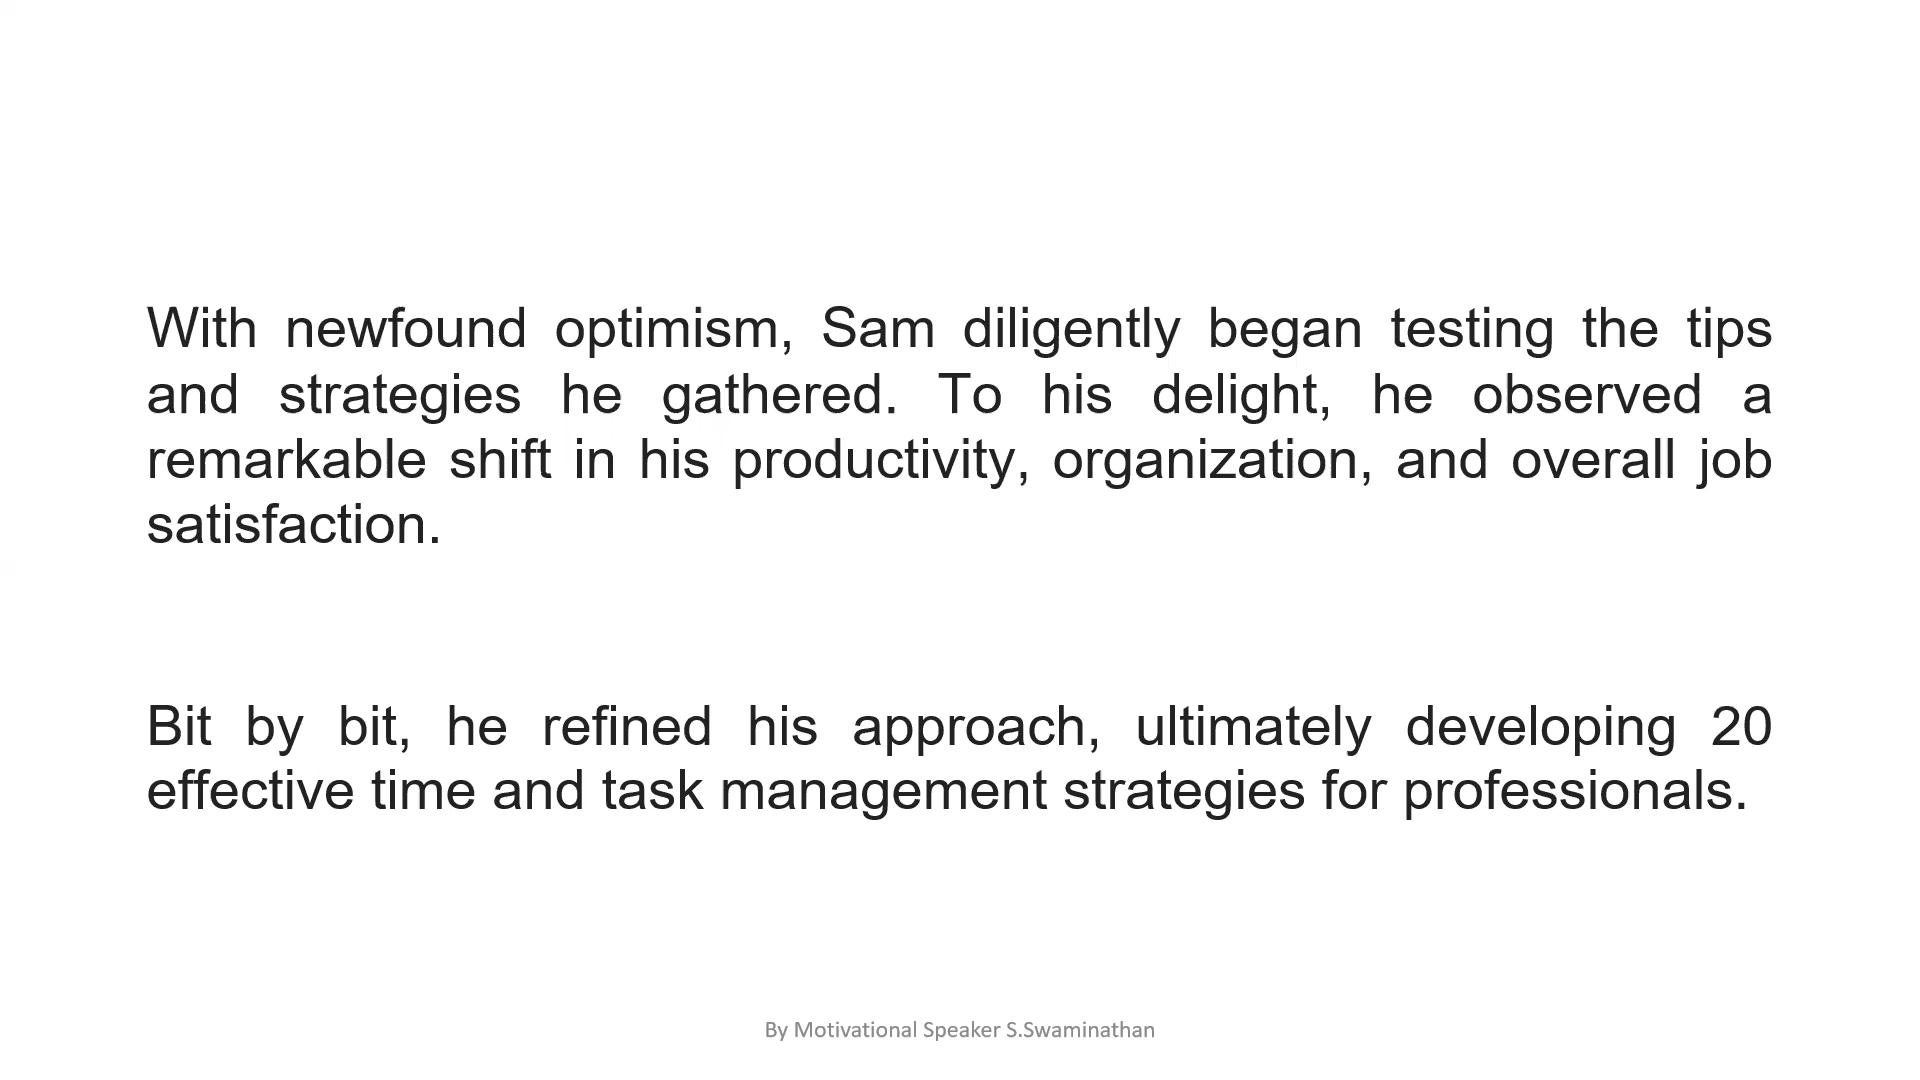 With newfound optimism, Sam diligently began testing the tips
and strategies he gathered. To his delight, he observed a
remarkable shift in his productivity, organization, and overall job
satisfaction.
Bit by bit, he refined his approach, ultimately developing 20
effective time and task management strategies for professionals.
By Motivational Speaker S.Swaminathan